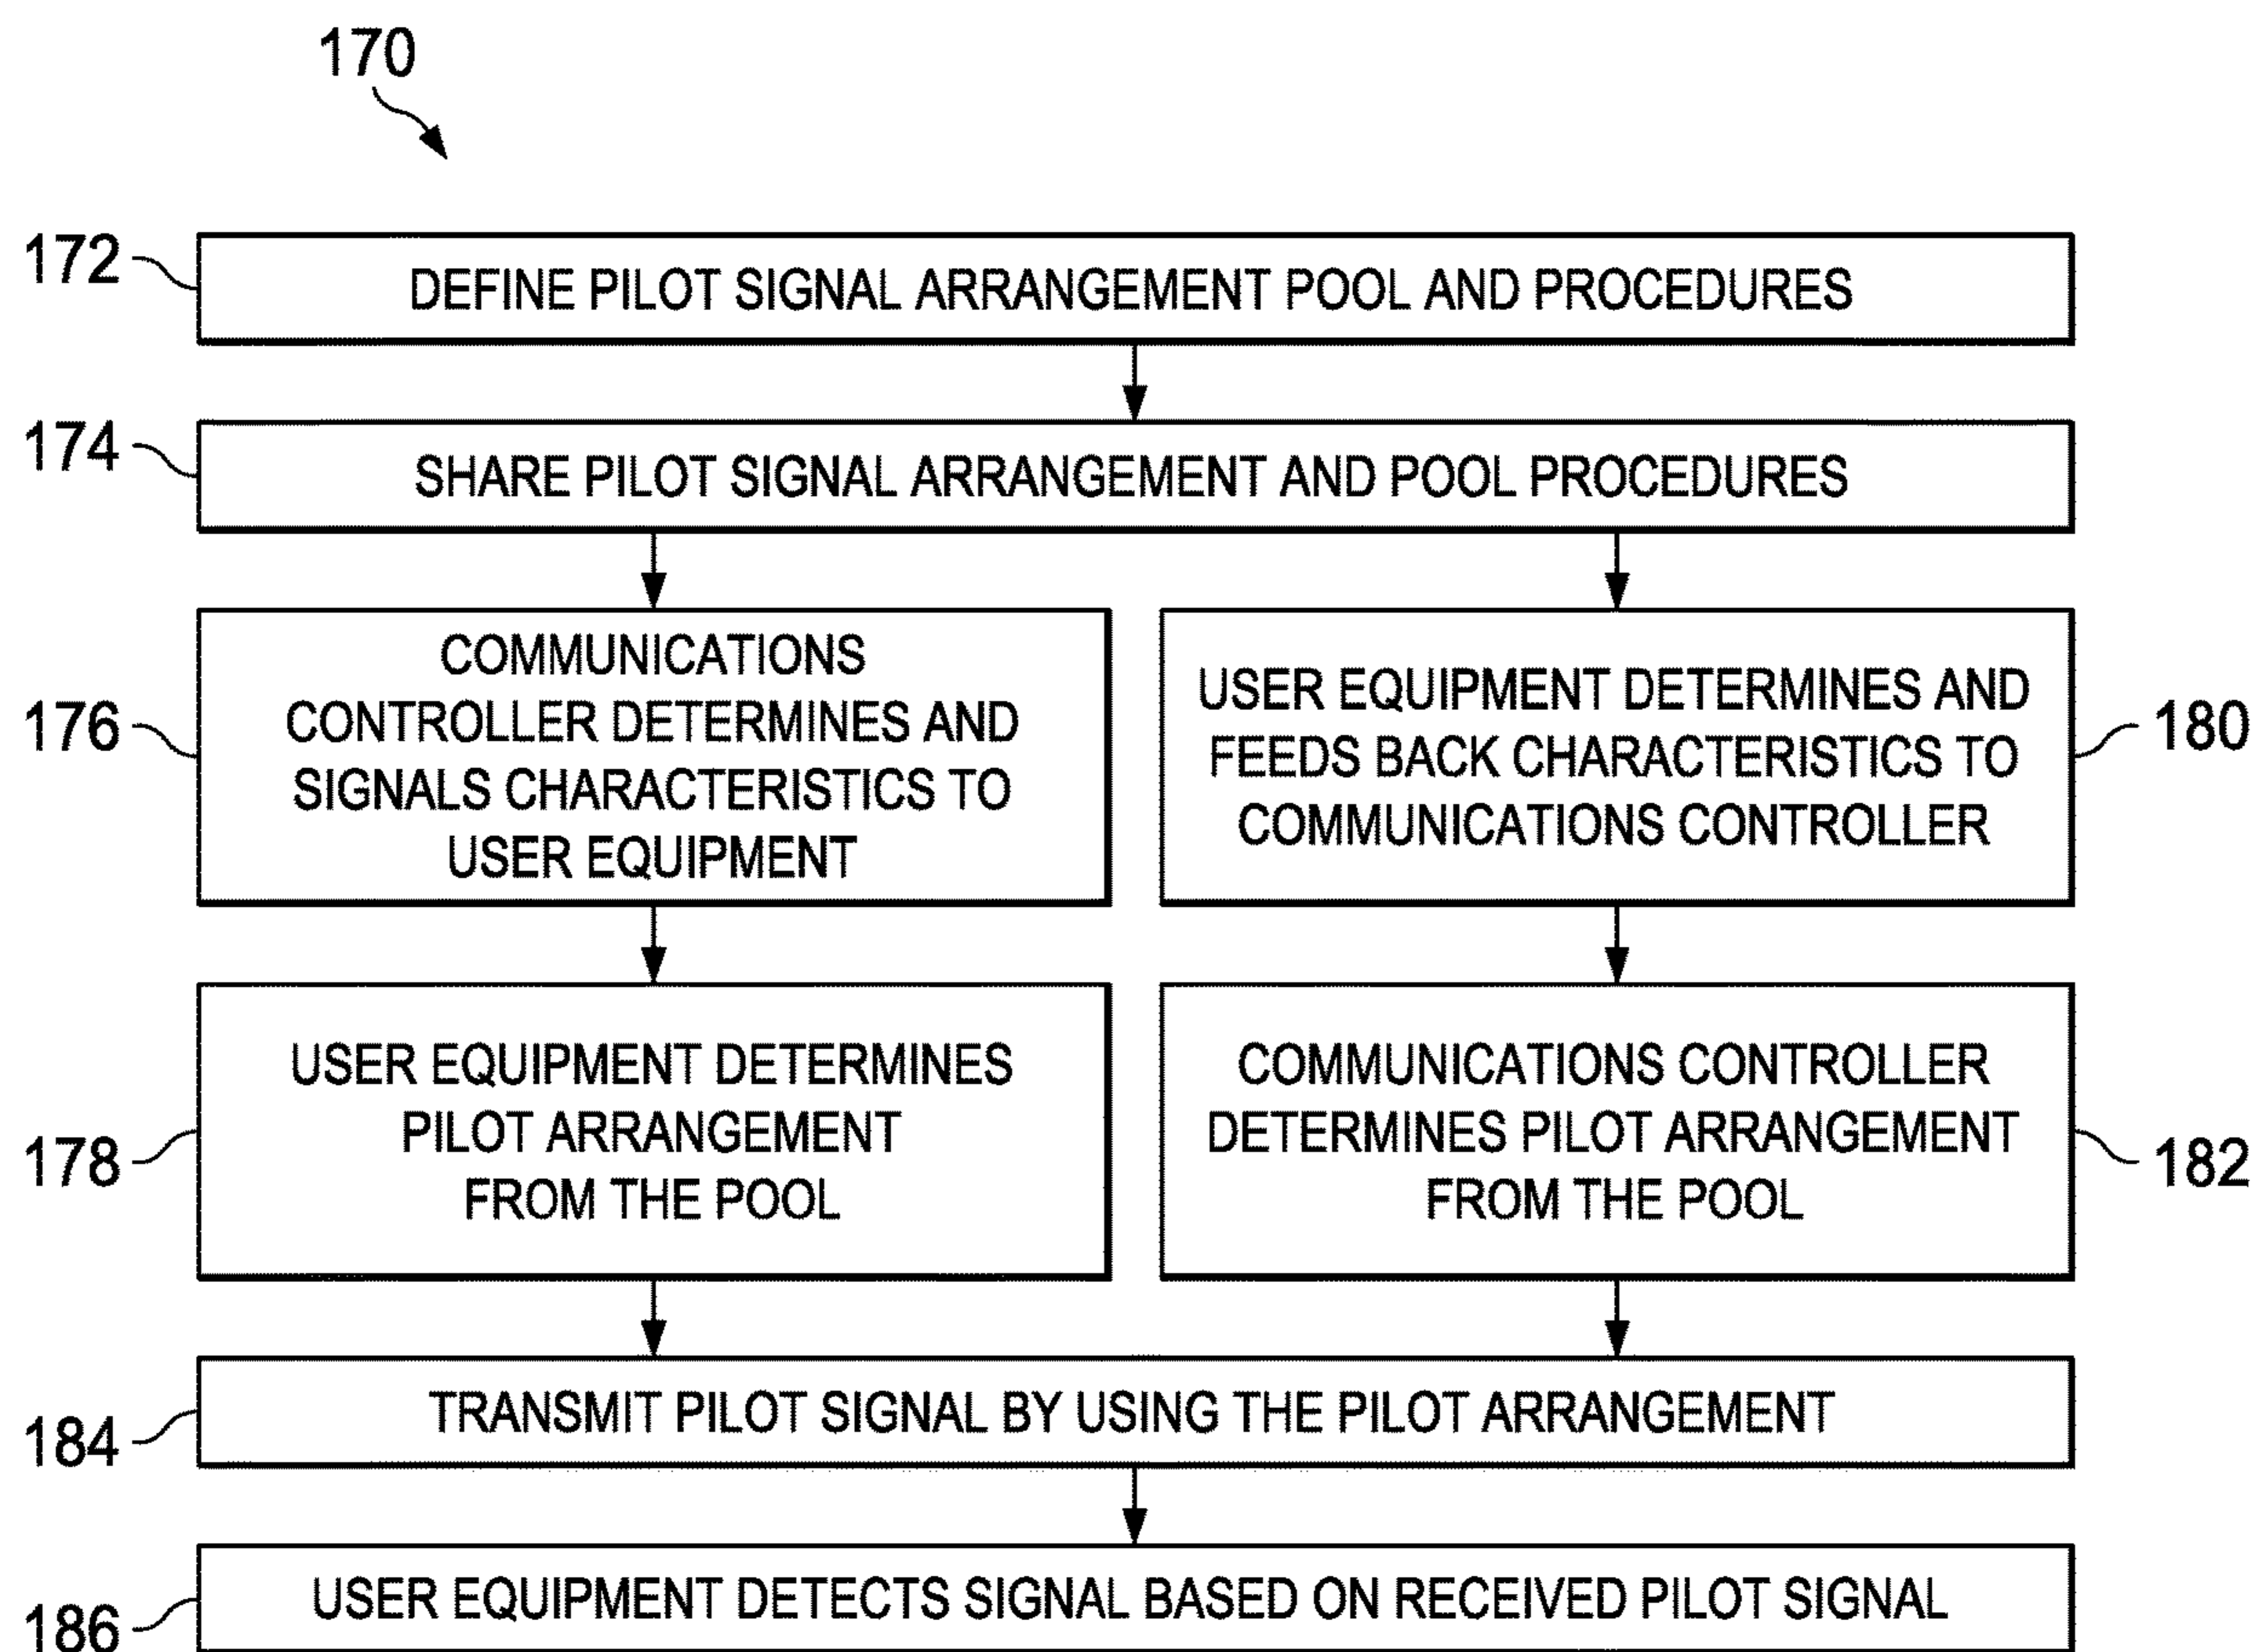 170
172
DEFINE PILOT SIGNAL ARRANGEMENT POOL AND PROCEDURES
174
SHARE PILOT SIGNAL ARRANGEMENT AND POOL PROCEDURES
176
COMMUNICATIONS
CONTROLLER DETERMINES AND
SIGNALS CHARACTERISTICS TO
USER EQUIPMENT
USER EQUIPMENT DETERMINES AND
FEEDS BACK CHARACTERISTICS TO
COMMUNICATIONS CONTROLLER
180
178
USER EQUIPMENT DETERMINES
PILOT ARRANGEMENT
FROM THE POOL
COMMUNICATIONS CONTROLLER
DETERMINES PILOT ARRANGEMENT
FROM THE POOL
182
184
TRANSMIT PILOT SIGNAL BY USING THE PILOT ARRANGEMENT
186
USER EQUIPMENT DETECTS SIGNAL BASED ON RECEIVED PILOT SIGNAL